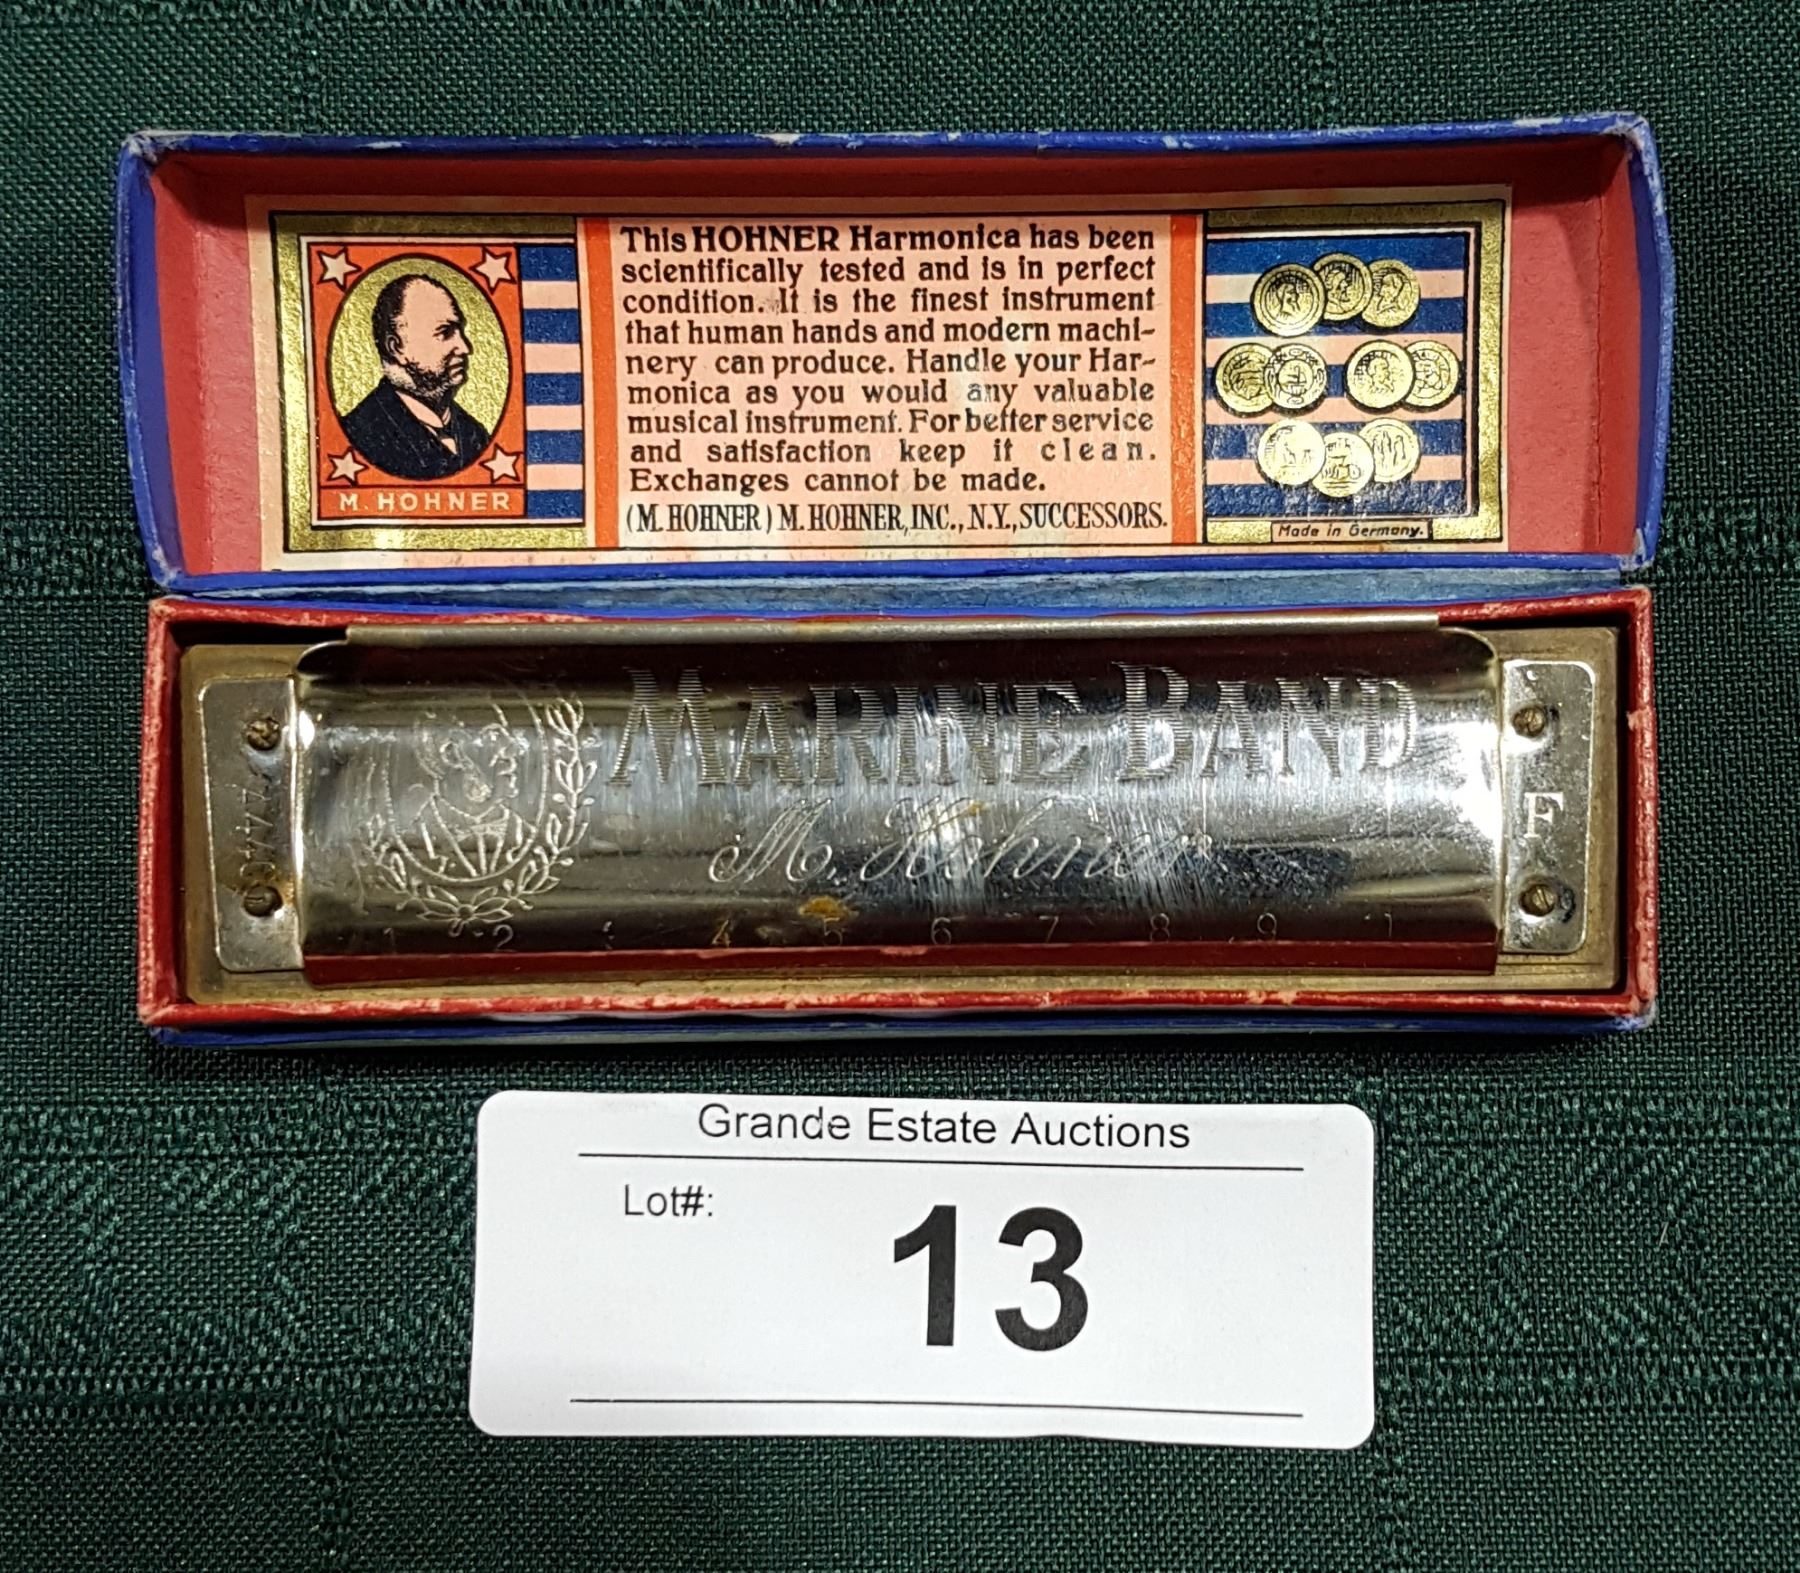 This HOHNER Harmonica has been
scientifically tested and is in perfect
condition. It is the finest instrument
that human hands and modern machi-
nery can produce. Handle your Har-
monica as you would any valuable
musical instrument. For better service
and satisfaction keep it clean.
Exchanges cannot be made.
(M. HOHNER) M. HOHNER, INC., N.Y., SUCCESSORS.
M. HOHNER
Made in Germany.
MARINE BAND
M. Hohner
F
1 2 4 5 6 7 8 9 1
Grande Estate Auctions
Lot#:
13